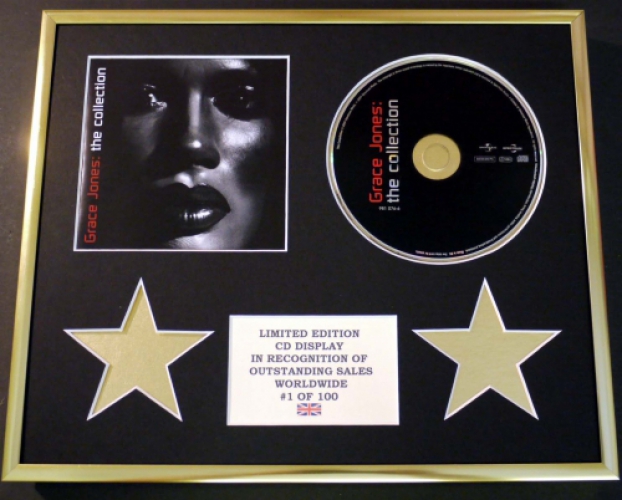 Grace Jones: the collection
Grace Jones:
the collection
LIMITED EDITION
CD DISPLAY
IN RECOGNITION OF
OUTSTANDING SALES
WORLDWIDE
#1 OF 100